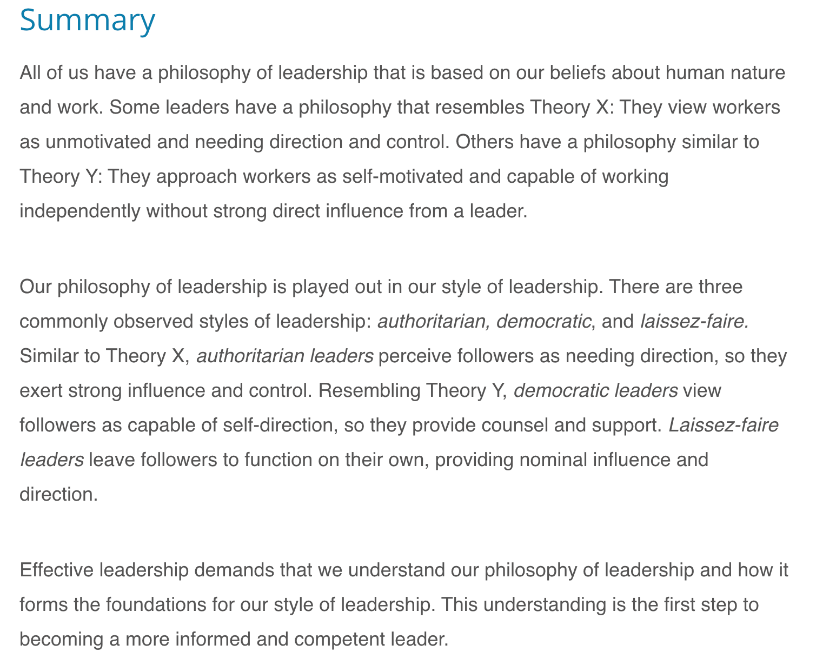 Summary
All of us have a philosophy of leadership that is based on our beliefs about human nature
and work. Some leaders have a philosophy that resembles Theory X: They view workers
as unmotivated and needing direction and control. Others have a philosophy similar to
Theory Y: They approach workers as self-motivated and capable of working
independently without strong direct influence from a leader.
Our philosophy of leadership is played out in our style of leadership. There are three
commonly observed styles of leadership: authoritarian, democratic, and laissez-faire.
Similar to Theory X, authoritarian leaders perceive followers as needing direction, so they
exert strong influence and control. Resembling Theory Y, democratic leaders view
followers as capable of self-direction, so they provide counsel and support. Laissez-faire
leaders leave followers to function on their own, providing nominal influence and
direction.
Effective leadership demands that we understand our philosophy of leadership and how it
forms the foundations for our style of leadership. This understanding is the first step to
becoming a more informed and competent leader.